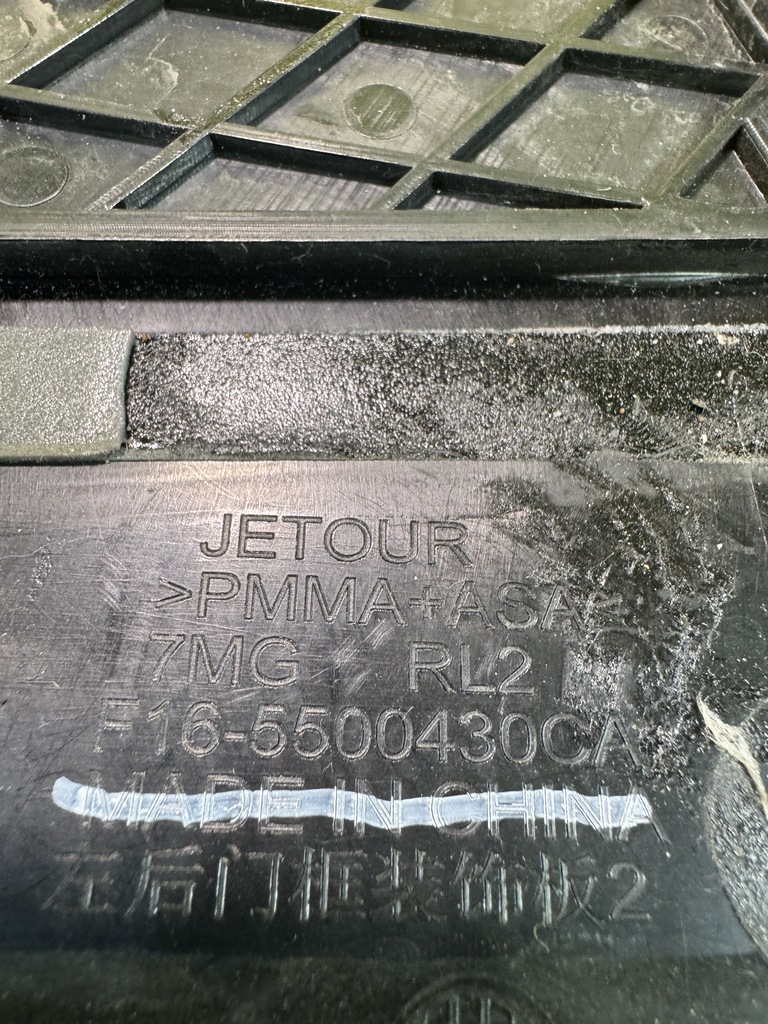 JETOUR
>PMMA+ASA<
7MG RL2
F16-5500430CA
MADE IN CHINA
左后门框装饰板2